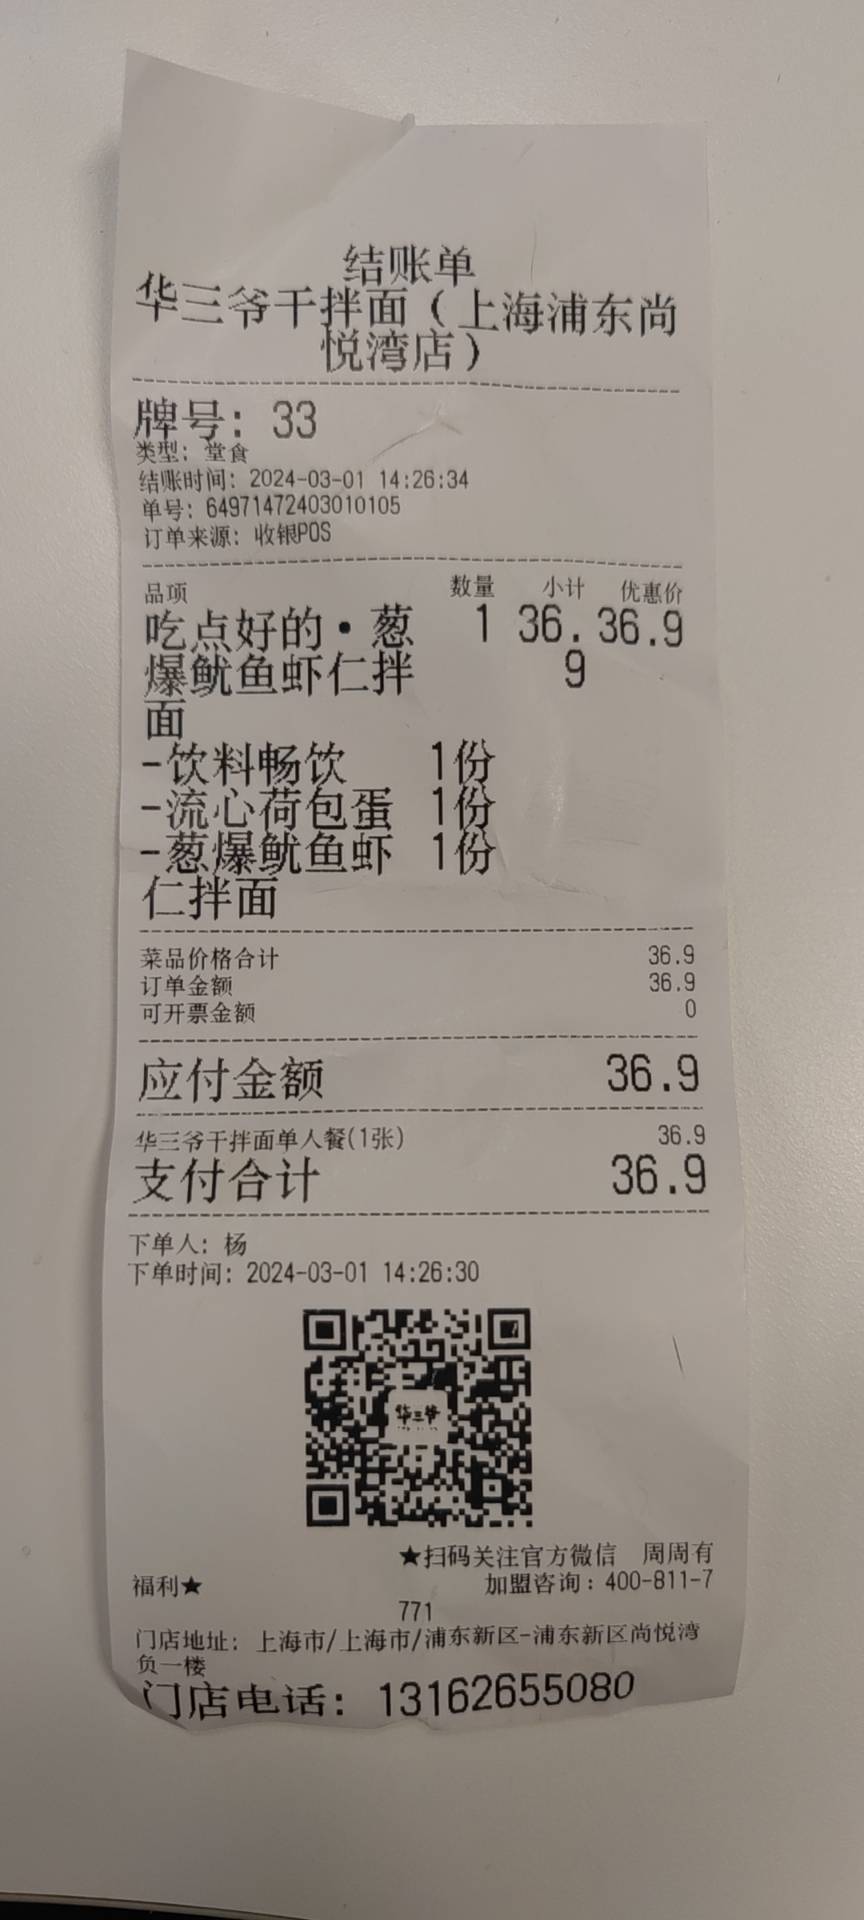 结账单
华三爷干拌面（上海浦东尚
悦湾店）
牌号：33
类型：堂食
结账时间：2024-03-01 14:26:34
单号：64971472403010105
订单来源：收银POS
品项 数量 小计 优惠价
吃点好的·葱 1 36. 36.9
爆鱿鱼虾仁拌 9
面
-饮料畅饮 1份
-流心荷包蛋 1份
-葱爆鱿鱼虾 1份
仁拌面
菜品价格合计 36.9
订单金额 36.9
可开票金额 0
应付金额 36.9
华三爷干拌面单人餐(1张) 36.9
支付合计 36.9
下单人：杨
下单时间：2024-03-01 14:26:30
华三爷
★扫码关注官方微信 周周有
福利★ 加盟咨询：400-811-7
771
门店地址：上海市/上海市/浦东新区-浦东新区尚悦湾
负一楼
门店电话：13162655080